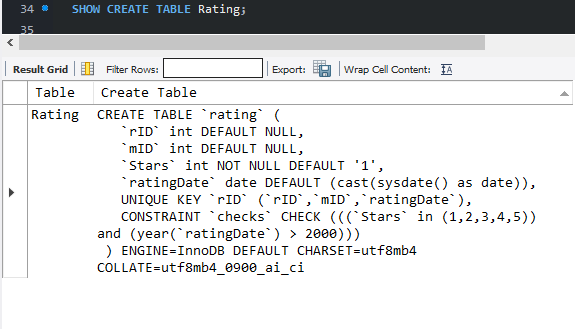 34 SHOW CREATE TABLE Rating;
35
Result Grid Filter Rows: Export: Wrap Cell Content: IA
Table Create Table
Rating CREATE TABLE `rating` (
`rID` int DEFAULT NULL,
`mID` int DEFAULT NULL,
`Stars` int NOT NULL DEFAULT '1',
`ratingDate` date DEFAULT (cast(sysdate() as date)),
UNIQUE KEY `rID` (`rID`,`mID`,`ratingDate`),
CONSTRAINT `checks` CHECK (((`Stars` in (1,2,3,4,5))
and (year(`ratingDate`) > 2000)))
) ENGINE=InnoDB DEFAULT CHARSET=utf8mb4
COLLATE=utf8mb4_0900_ai_ci